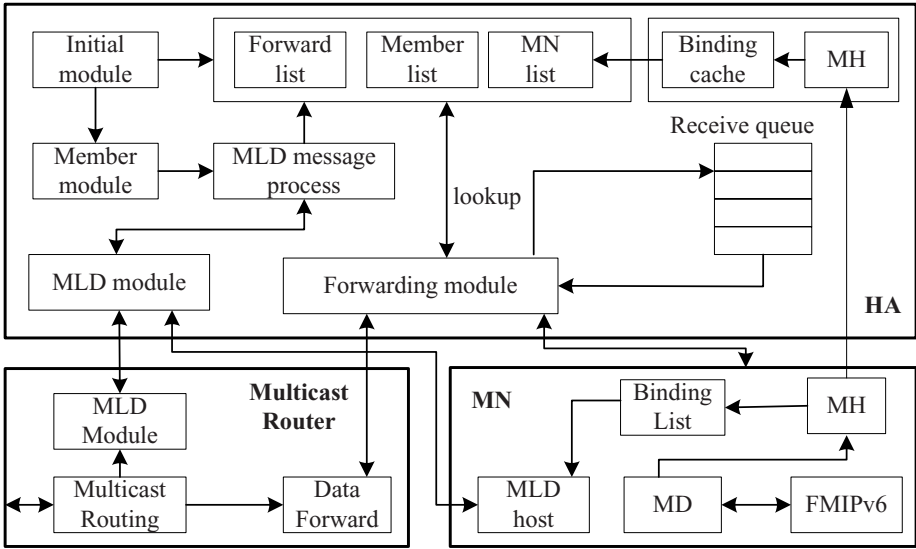 Initial
module
Forward
list
Member
list
MN
list
Binding
cache
MH
Receive queue
Member
module
MLD message
process
lookup
MLD module
Forwarding module
HA
Multicast
Router
MLD
Module
Multicast
Routing
Data
Forward
MN
Binding
List
MH
MLD
host
MD
FMIPv6